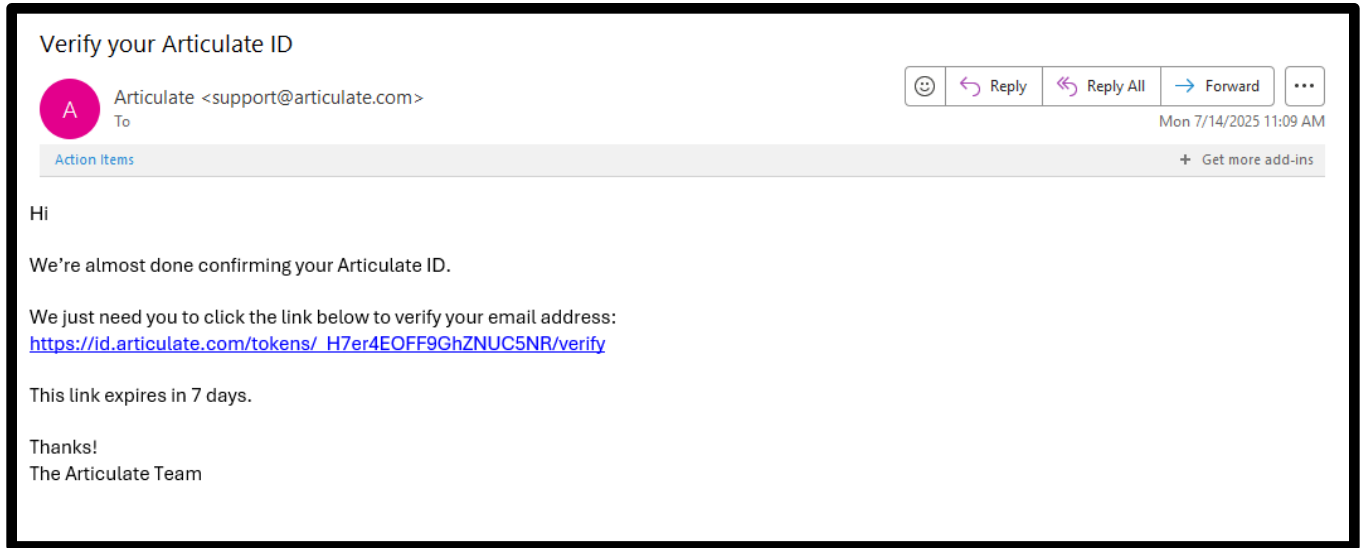 Verify your Articulate ID
A
Articulate <support@articulate.com>
To
Reply
Reply All
Forward
Mon 7/14/2025 11:09 AM
Action Items
+ Get more add-ins
Hi
We’re almost done confirming your Articulate ID.
We just need you to click the link below to verify your email address:
https://id.articulate.com/tokens/_H7er4EOFF9GhZNUC5NR/verify
This link expires in 7 days.
Thanks!
The Articulate Team